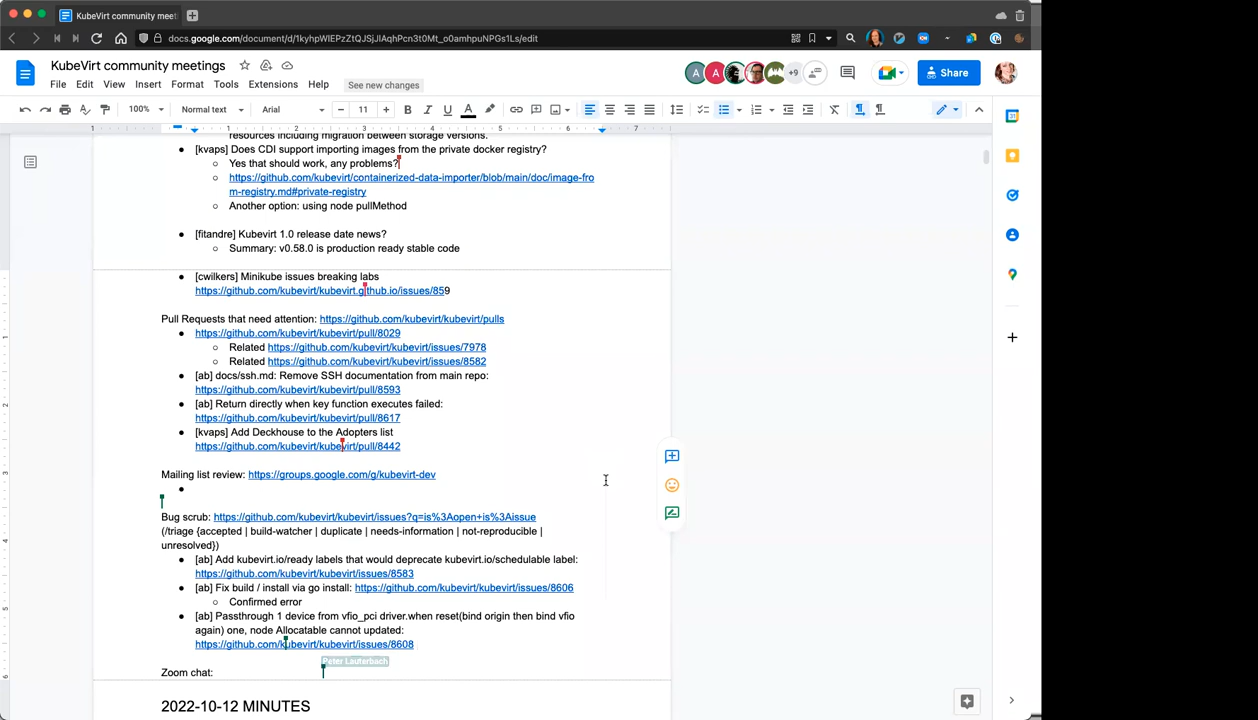 KubeVirt community meet
docs.google.com/document/d/1kyhpWIEPzZtQJSjJIAqhPcn3t0Mt_o0amhpuNPGs1Ls/edit
KubeVirt community meetings
File Edit View Insert Format Tools Extensions Help See new changes
+9
Share
100% Normal text Arial 11
1 1 2 3 4 5 6 7
resources including migration between storage versions.
[kvaps] Does CDI support importing images from the private docker registry?
Yes that should work, any problems?
https://github.com/kubevirt/containerized-data-importer/blob/main/doc/image-fro
m-registry.md#private-registry
Another option: using node pullMethod
[fitandre] Kubevirt 1.0 release date news?
Summary: v0.58.0 is production ready stable code
[cwilkers] Minikube issues breaking labs
https://github.com/kubevirt/kubevirt.github.io/issues/859
Pull Requests that need attention: https://github.com/kubevirt/kubevirt/pulls
https://github.com/kubevirt/kubevirt/pull/8029
Related https://github.com/kubevirt/kubevirt/issues/7978
Related https://github.com/kubevirt/kubevirt/issues/8582
[ab] docs/ssh.md: Remove SSH documentation from main repo:
https://github.com/kubevirt/kubevirt/pull/8593
[ab] Return directly when key function executes failed:
https://github.com/kubevirt/kubevirt/pull/8617
[kvaps] Add Deckhouse to the Adopters list
https://github.com/kubevirt/kubevirt/pull/8442
Mailing list review: https://groups.google.com/g/kubevirt-dev
Bug scrub: https://github.com/kubevirt/kubevirt/issues?q=is%3Aopen+is%3Aissue
(/triage {accepted | build-watcher | duplicate | needs-information | not-reproducible |
unresolved})
[ab] Add kubevirt.io/ready labels that would deprecate kubevirt.io/schedulable label:
https://github.com/kubevirt/kubevirt/issues/8583
[ab] Fix build / install via go install: https://github.com/kubevirt/kubevirt/issues/8606
Confirmed error
[ab] Passthrough 1 device from vfio_pci driver.when reset(bind origin then bind vfio
again) one, node Allocatable cannot updated:
https://github.com/kubevirt/kubevirt/issues/8608
Peter Lauterbach
Zoom chat:
2022-10-12 MINUTES